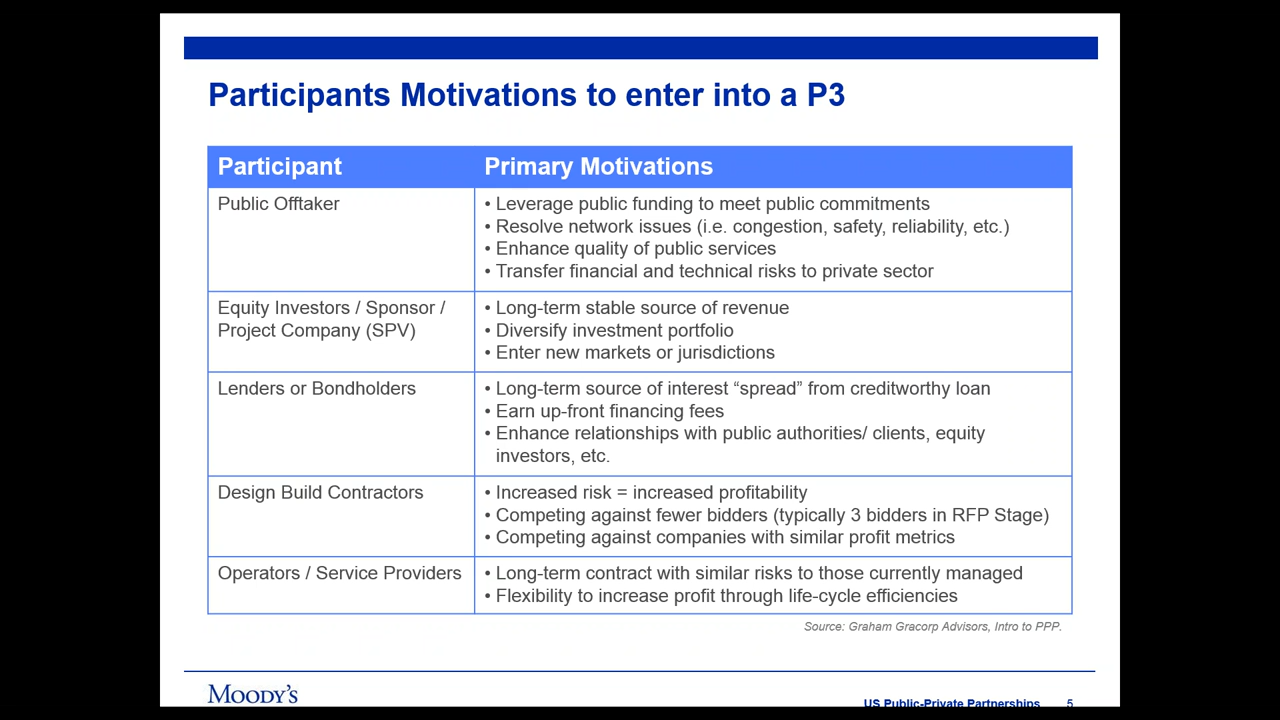 Participants Motivations to enter into a P3
Participant
Primary Motivations
Public Offtaker
• Leverage public funding to meet public commitments
• Resolve network issues (i.e. congestion, safety, reliability, etc.)
• Enhance quality of public services
• Transfer financial and technical risks to private sector
Equity Investors / Sponsor /
Project Company (SPV)
• Long-term stable source of revenue
• Diversify investment portfolio
• Enter new markets or jurisdictions
Lenders or Bondholders
• Long-term source of interest “spread” from creditworthy loan
• Earn up-front financing fees
• Enhance relationships with public authorities/ clients, equity
investors, etc.
Design Build Contractors
• Increased risk = increased profitability
• Competing against fewer bidders (typically 3 bidders in RFP Stage)
• Competing against companies with similar profit metrics
Operators / Service Providers
• Long-term contract with similar risks to those currently managed
• Flexibility to increase profit through life-cycle efficiencies
Source: Graham Gracorp Advisors, Intro to PPP.
MOODY’S
US Public-Private Partnerships 5